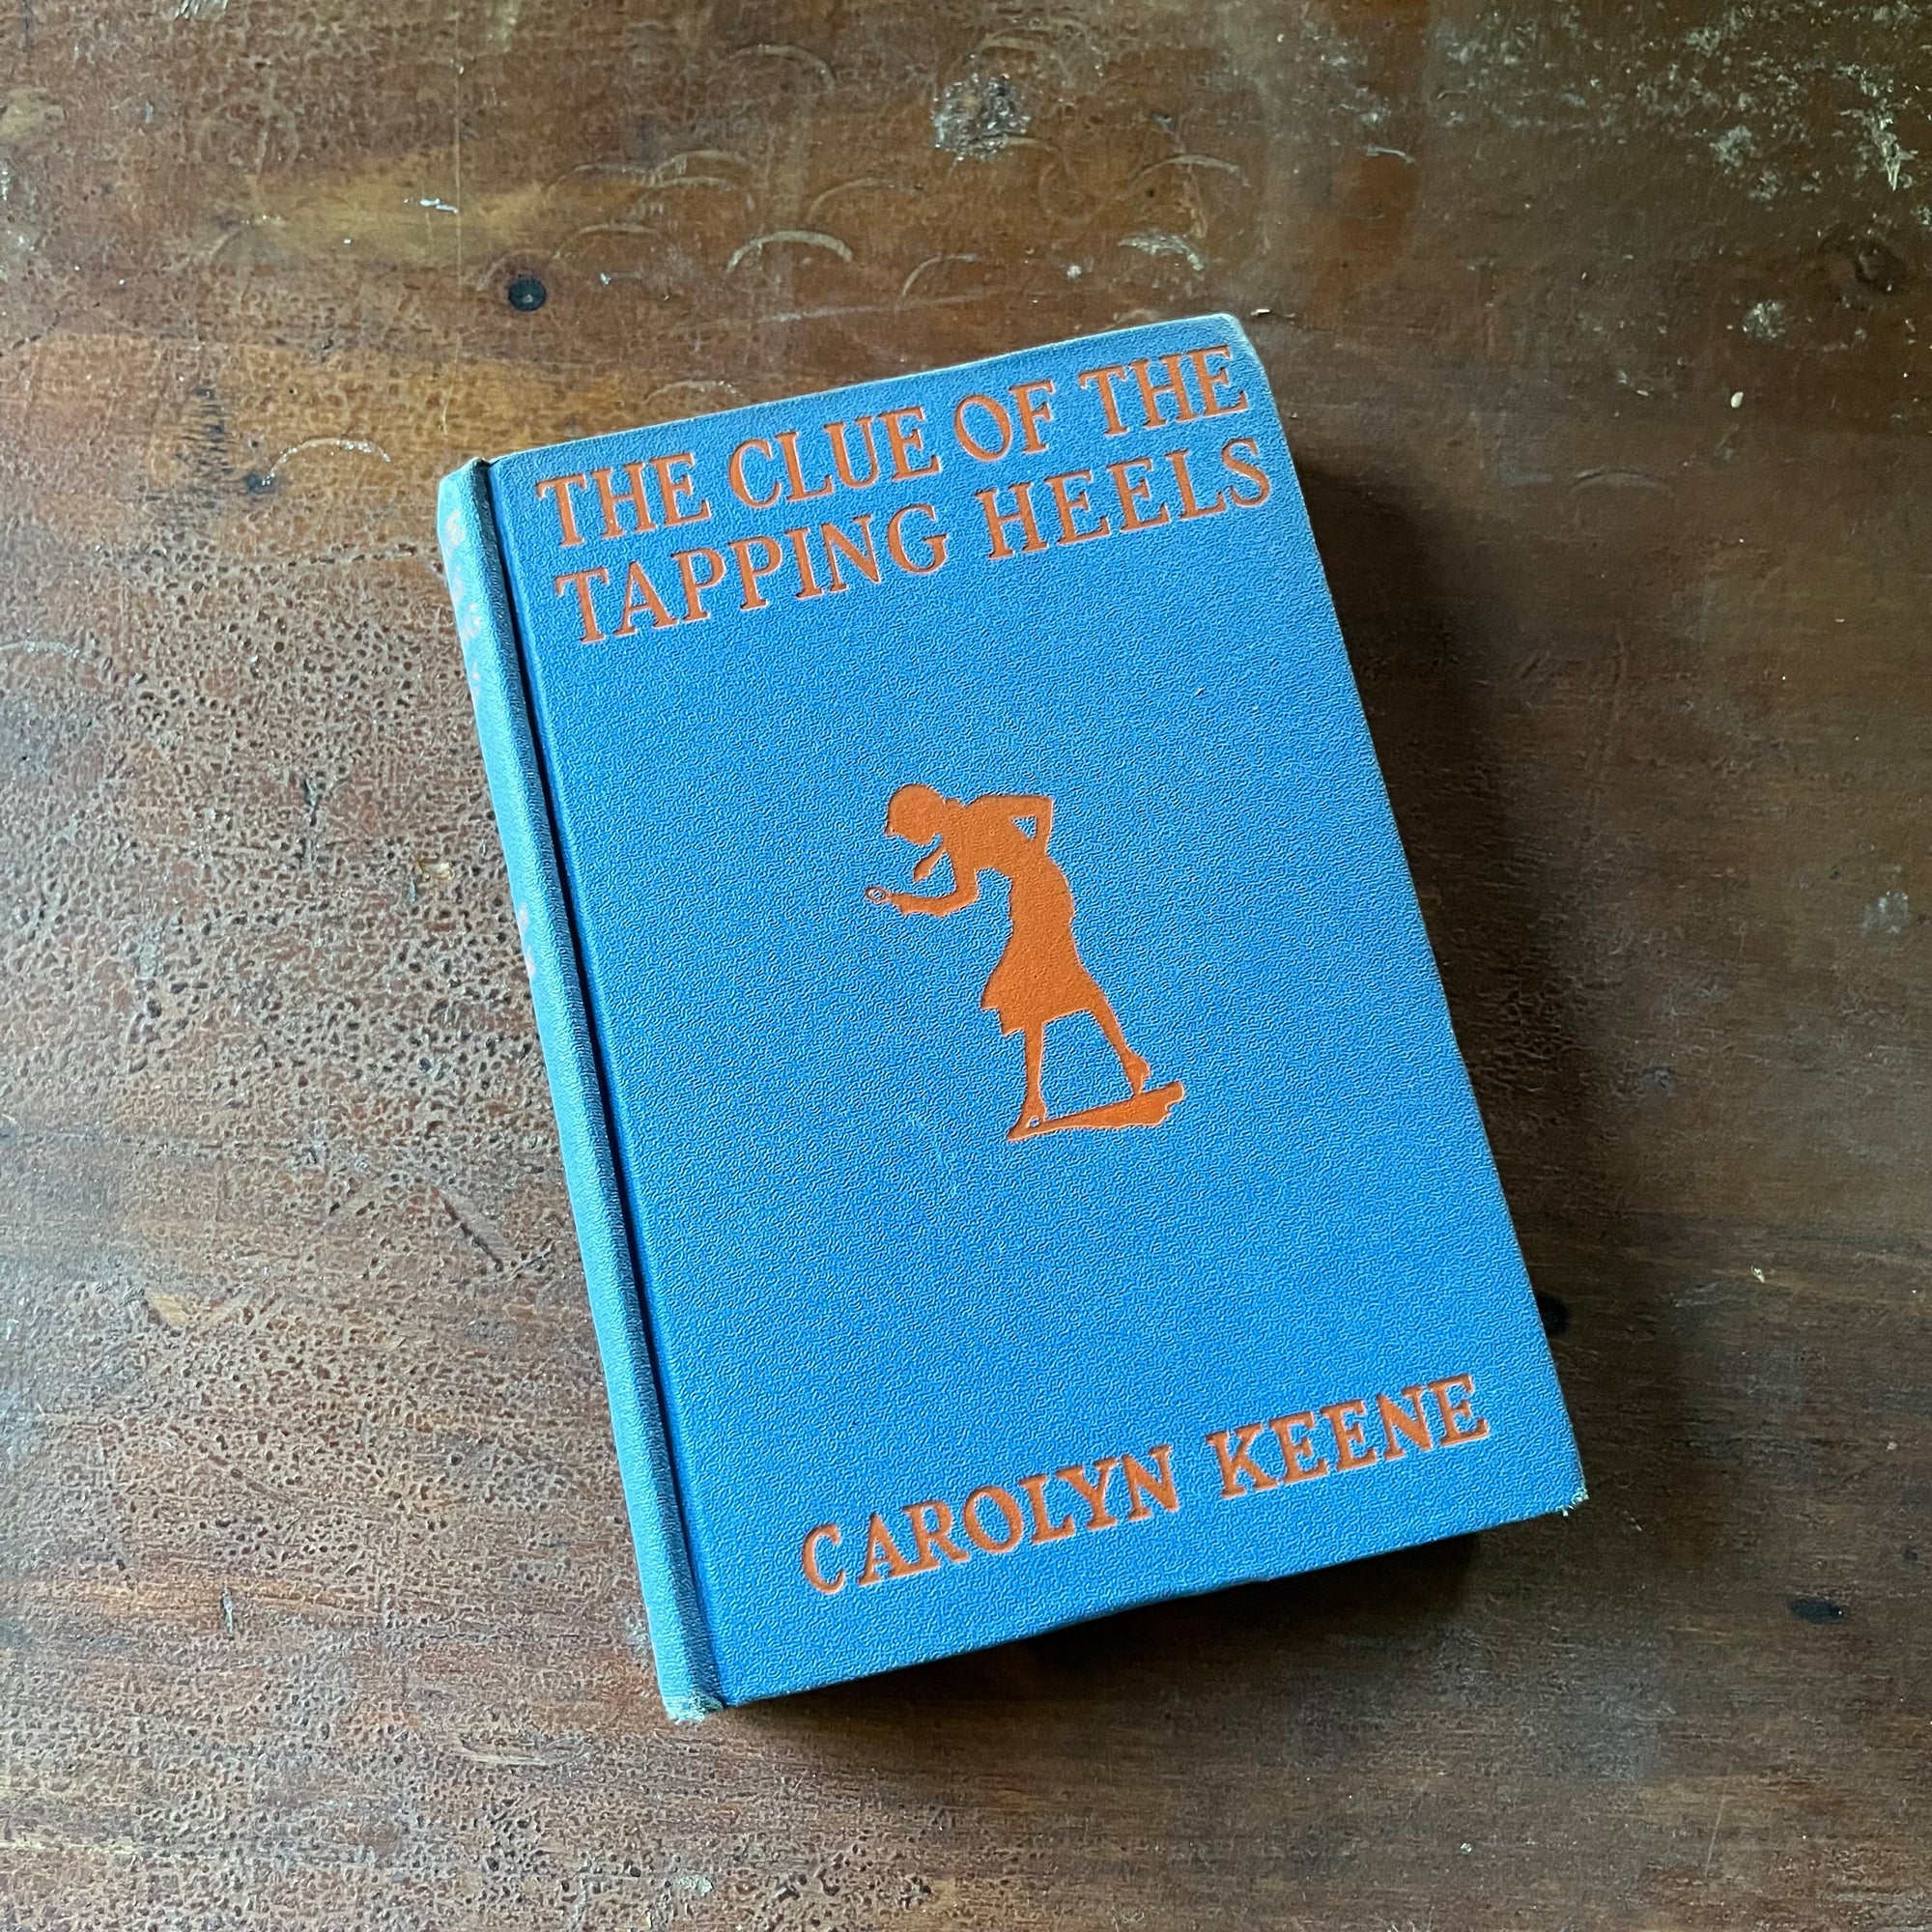 THE CLUE OF THE
TAPPING HEELS
CAROLYN KEENE